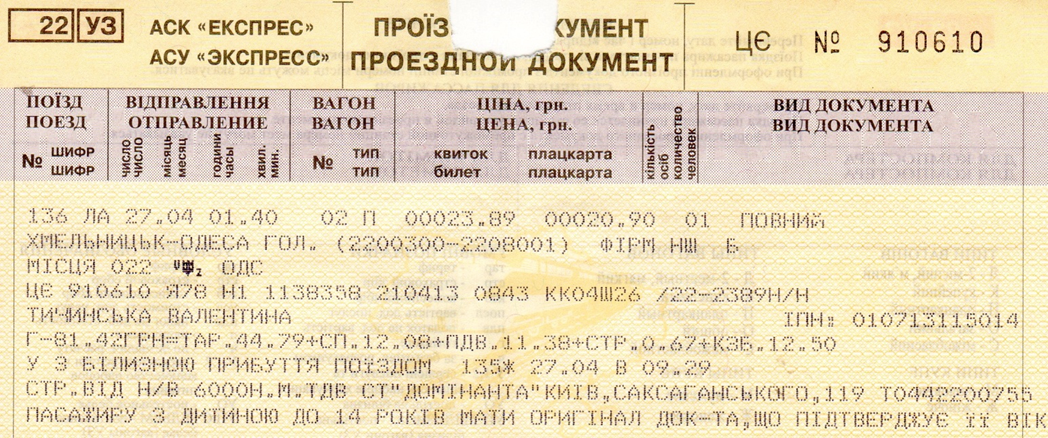 22 УЗ АСК «ЕКСПРЕС» ПРОЇЗ КУМЕНТ ЦЄ № 910610
АСУ «ЭКСПРЕСС» ПРОЕЗДНОЙ ДОКУМЕНТ
ПОЇЗД ВІДПРАВЛЕННЯ ВАГОН ЦІНА, грн. КІЛЬКІСТЬ ОСІБ ВИД ДОКУМЕНТА
ПОЕЗД ОТПРАВЛЕНИЕ ВАГОН ЦЕНА, грн. КОЛИЧЕСТВО ЧЕЛОВЕК ВИД ДОКУМЕНТА
№ ШИФР ЧИСЛО МІСЯЦЬ ГОДИНИ ХВИЛ. № ТИП КВИТОК ПЛАЦКАРТА
ШИФР ЧИСЛО МЕСЯЦ ЧАСЫ МИН. ТИП БИЛЕТ ПЛАЦКАРТА
136 ЛА 27.04 01.40 02 П 00023.89 00020.90 01 ПОВНИЙ
ХМЕЛЬНИЦЬК-ОДЕСА ГОЛ. (2200300-2208001) ФІРМ НШ Б
МІСЦЯ 022 ОДС
ЦЄ 910610 Я78 Н1 1138358 210413 0843 КК04Ш26 /22-2389Н/Н
ТИЧИНСЬКА ВАЛЕНТИНА ІПН: 010713115014
Г-81.42ГРН=ТАР.44.79+СП.12.08+ПДВ.11.38+СТР.0.67+КЗБ.12.50
У З БІЛИЗНОЮ ПРИБУТТЯ ПОЇЗДОМ 135Ж 27.04 В 09.29
СТР.ВІД Н/В 6000Н.М.ТДВ СТ"ДОМІНАНТА"КИЇВ,САКСАГАНСЬКОГО,119 Т0442200755
ПАСАЖИРУ З ДИТИНОЮ ДО 14 РОКІВ МАТИ ОРИГІНАЛ ДОК-ТА,ЩО ПІДТВЕРДЖУЄ ЇЇ ВІК